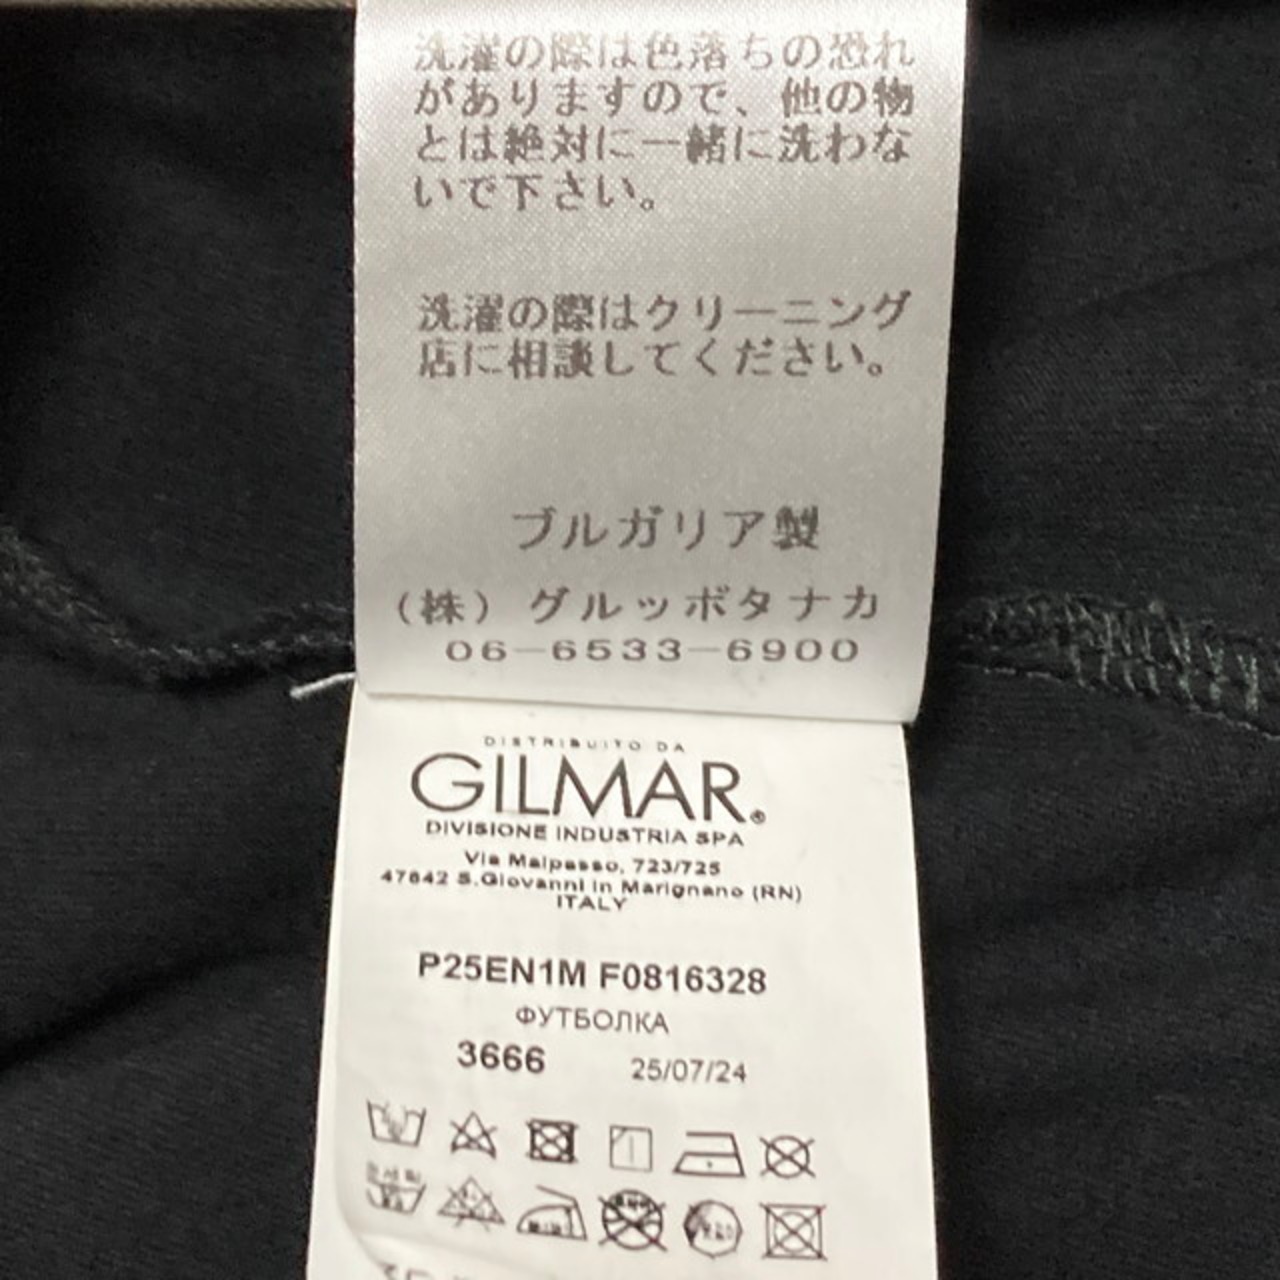 洗濯の際は色落ちの恐れ
がありますので、他の物
とは絶対に一緒に洗わな
いで下さい。
洗濯の際はクリーニング
店に相談してください。
ブルガリア製
（株）グルッポタナカ
06-6533-6900
DISTRIBUITO DA
GILMAR®
DIVISIONE INDUSTRIA SPA
Via Malpasso, 723/725
47842 S.Giovanni in Marignano (RN)
ITALY
P25EN1M F0816328
ФУТБОЛКА
3666 25/07/24